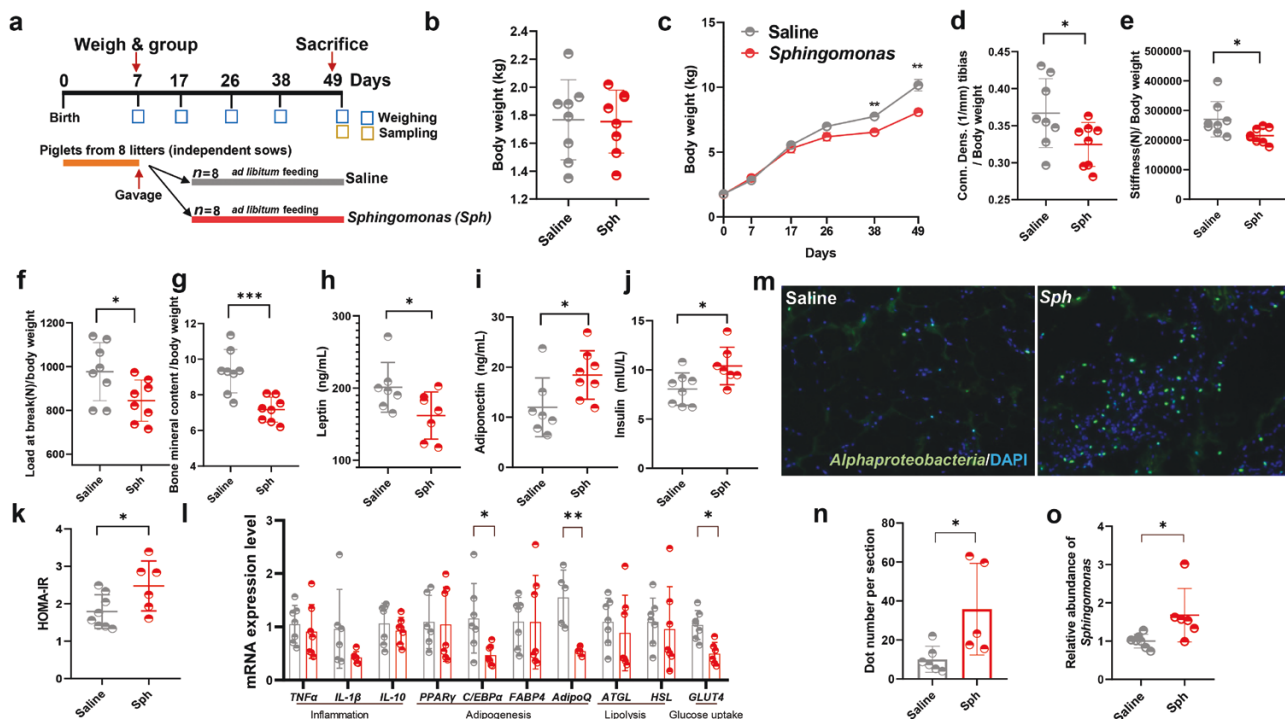 a
Weigh & group
Sacrifice
0 7 17 26 38 49 Days
Birth
Weighing
Sampling
Piglets from 8 litters (independent sows)
n=8 ad libitum feeding
Saline
Gavage
n=8 ad libitum feeding
Sphingomonas (Sph)
b
Body weight (kg)
2.4
2.2
2.0
1.8
1.6
1.4
1.2
Saline
Sph
c
Saline
Sphingomonas
Body weight (kg)
15
10
5
0
**
**
0 7 17 26 38 49
Days
d
*
Conn. Dens. (1/mm) tibias
/ Body weight
0.45
0.40
0.35
0.30
0.25
Saline
Sph
e
*
Stiffness(N)/ Body weight
500000
400000
300000
200000
100000
0
Saline
Sph
f
*
Load at break(N)/body weight
1200
1000
800
600
Saline
Sph
g
***
Bone mineral content /body weight
12
10
8
6
4
Saline
Sph
h
*
Leptin (ng/mL)
300
200
100
Saline
Sph
i
*
Adiponectin (ng/mL)
30
20
10
0
Saline
Sph
j
*
Insulin (mIU/L)
15
10
5
0
Saline
Sph
m
Saline
Sph
Alphaproteobacteria/DAPI
k
*
HOMA-IR
4
3
2
1
0
Saline
Sph
l
mRNA expression level
3
2
1
0
*
**
*
TNFα IL-1β IL-10 PPARγ C/EBPα FABP4 AdipoQ ATGL HSL GLUT4
Inflammation Adipogenesis Lipolysis Glucose uptake
n
*
Dot number per section
80
60
40
20
0
Saline
Sph
o
*
Relative abundance of
Sphingomonas
4
3
2
1
0
Saline
Sph